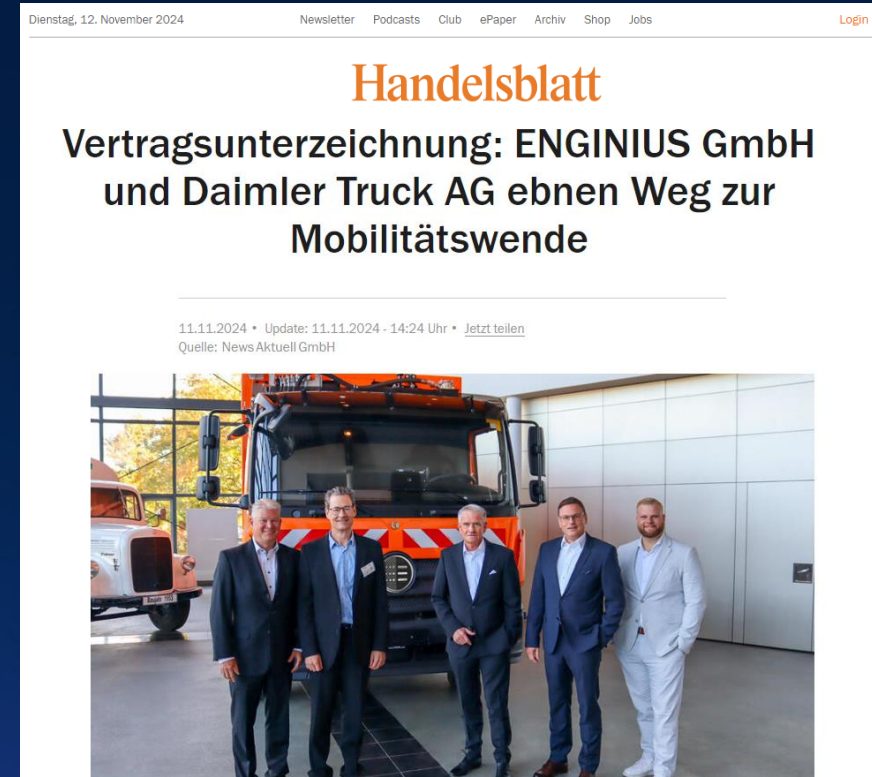 Dienstag, 12. November 2024 Newsletter Podcasts Club ePaper Archiv Shop Jobs Login
Handelsblatt
Vertragsunterzeichnung: ENGINIUS GmbH
und Daimler Truck AG ebnen Weg zur
Mobilitätswende
11.11.2024 • Update: 11.11.2024 - 14:24 Uhr • Jetzt teilen
Quelle: News Aktuell GmbH